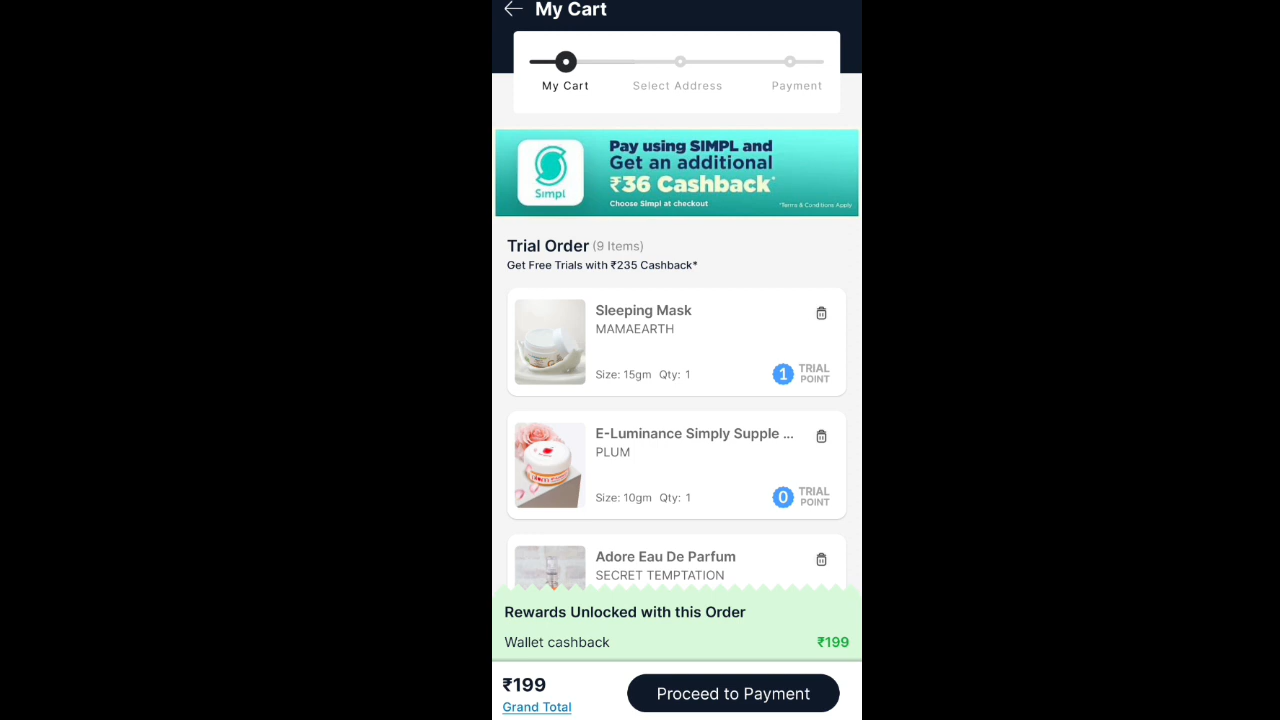 My Cart
My Cart
Select Address
Payment
Simpl
Pay using SIMPL and
Get an additional
₹36 Cashback*
Choose Simpl at checkout
*Terms & Conditions Apply
Trial Order (9 Items)
Get Free Trials with ₹235 Cashback*
Sleeping Mask
MAMAEARTH
Size: 15gm Qty: 1
1 TRIAL POINT
E-Luminance Simply Supple ...
PLUM
Size: 10gm Qty: 1
0 TRIAL POINT
Adore Eau De Parfum
SECRET TEMPTATION
Rewards Unlocked with this Order
Wallet cashback ₹199
₹199
Grand Total
Proceed to Payment